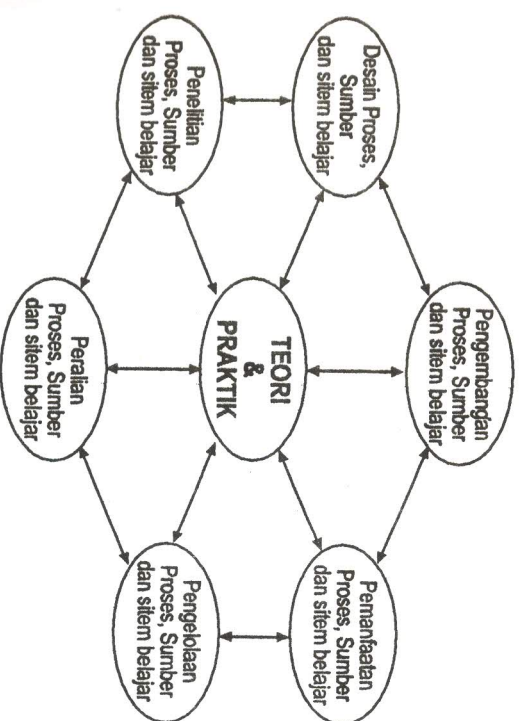 Pengembangan
Proses, Sumber
dan sitem belajar
Desain Proses,
Sumber
dan sitem belajar
Pemanfaatan
Proses, Sumber
dan sitem belajar
TEORI
&
PRAKTIK
Penelitian
Proses, Sumber
dan sitem belajar
Pengelolaan
Proses, Sumber
dan sitem belajar
Peralian
Proses, Sumber
dan sitem belajar